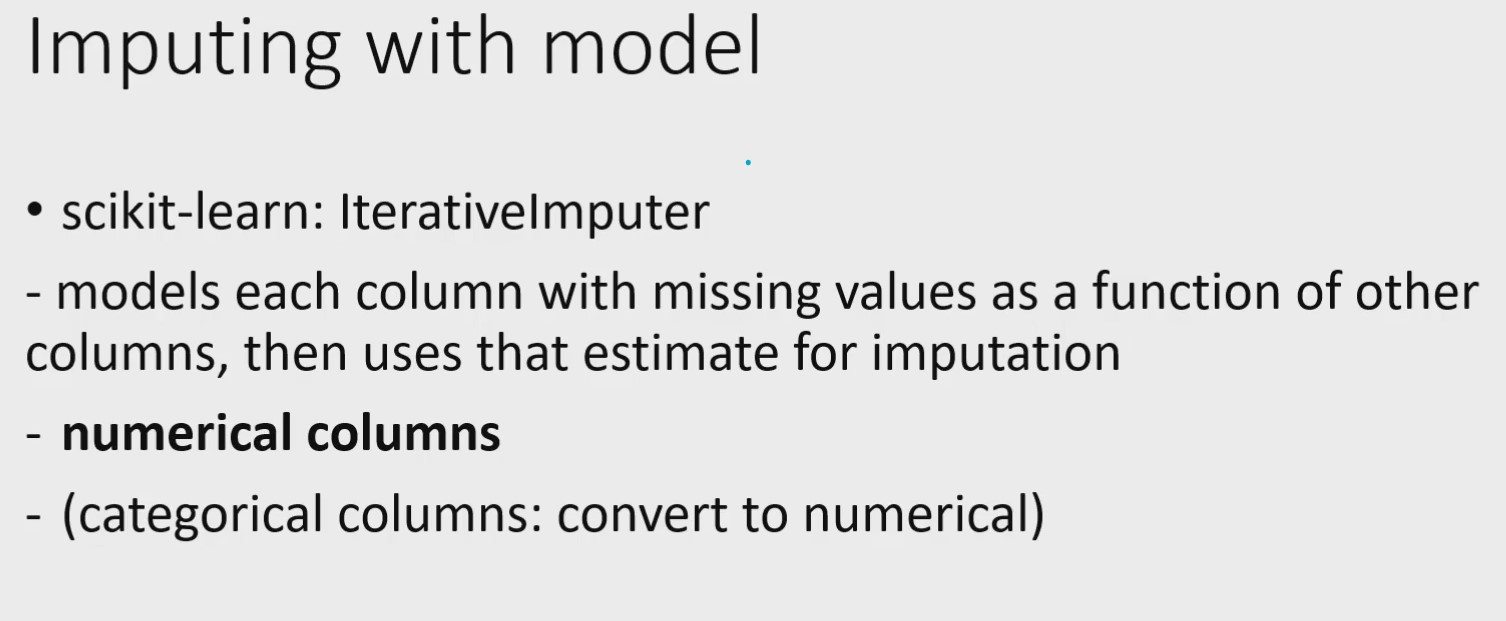 Imputing with model
• scikit-learn: IterativeImputer
- models each column with missing values as a function of other
columns, then uses that estimate for imputation
- numerical columns
- (categorical columns: convert to numerical)